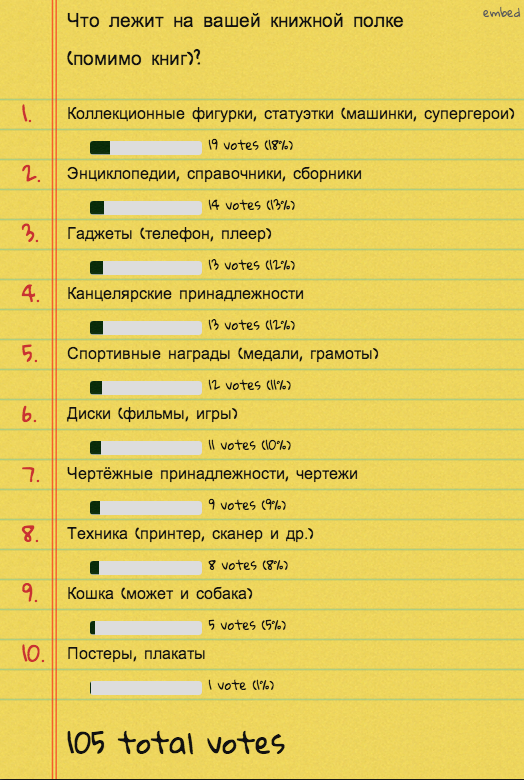 embed
Что лежит на вашей книжной полке
(помимо книг)?
1. Коллекционные фигурки, статуэтки (машинки, супергерои)
19 votes (18%)
2. Энциклопедии, справочники, сборники
14 votes (13%)
3. Гаджеты (телефон, плеер)
13 votes (12%)
4. Канцелярские принадлежности
13 votes (12%)
5. Спортивные награды (медали, грамоты)
12 votes (11%)
6. Диски (фильмы, игры)
11 votes (10%)
7. Чертёжные принадлежности, чертежи
9 votes (9%)
8. Техника (принтер, сканер и др.)
8 votes (8%)
9. Кошка (может и собака)
5 votes (5%)
10. Постеры, плакаты
1 vote (1%)
105 total votes